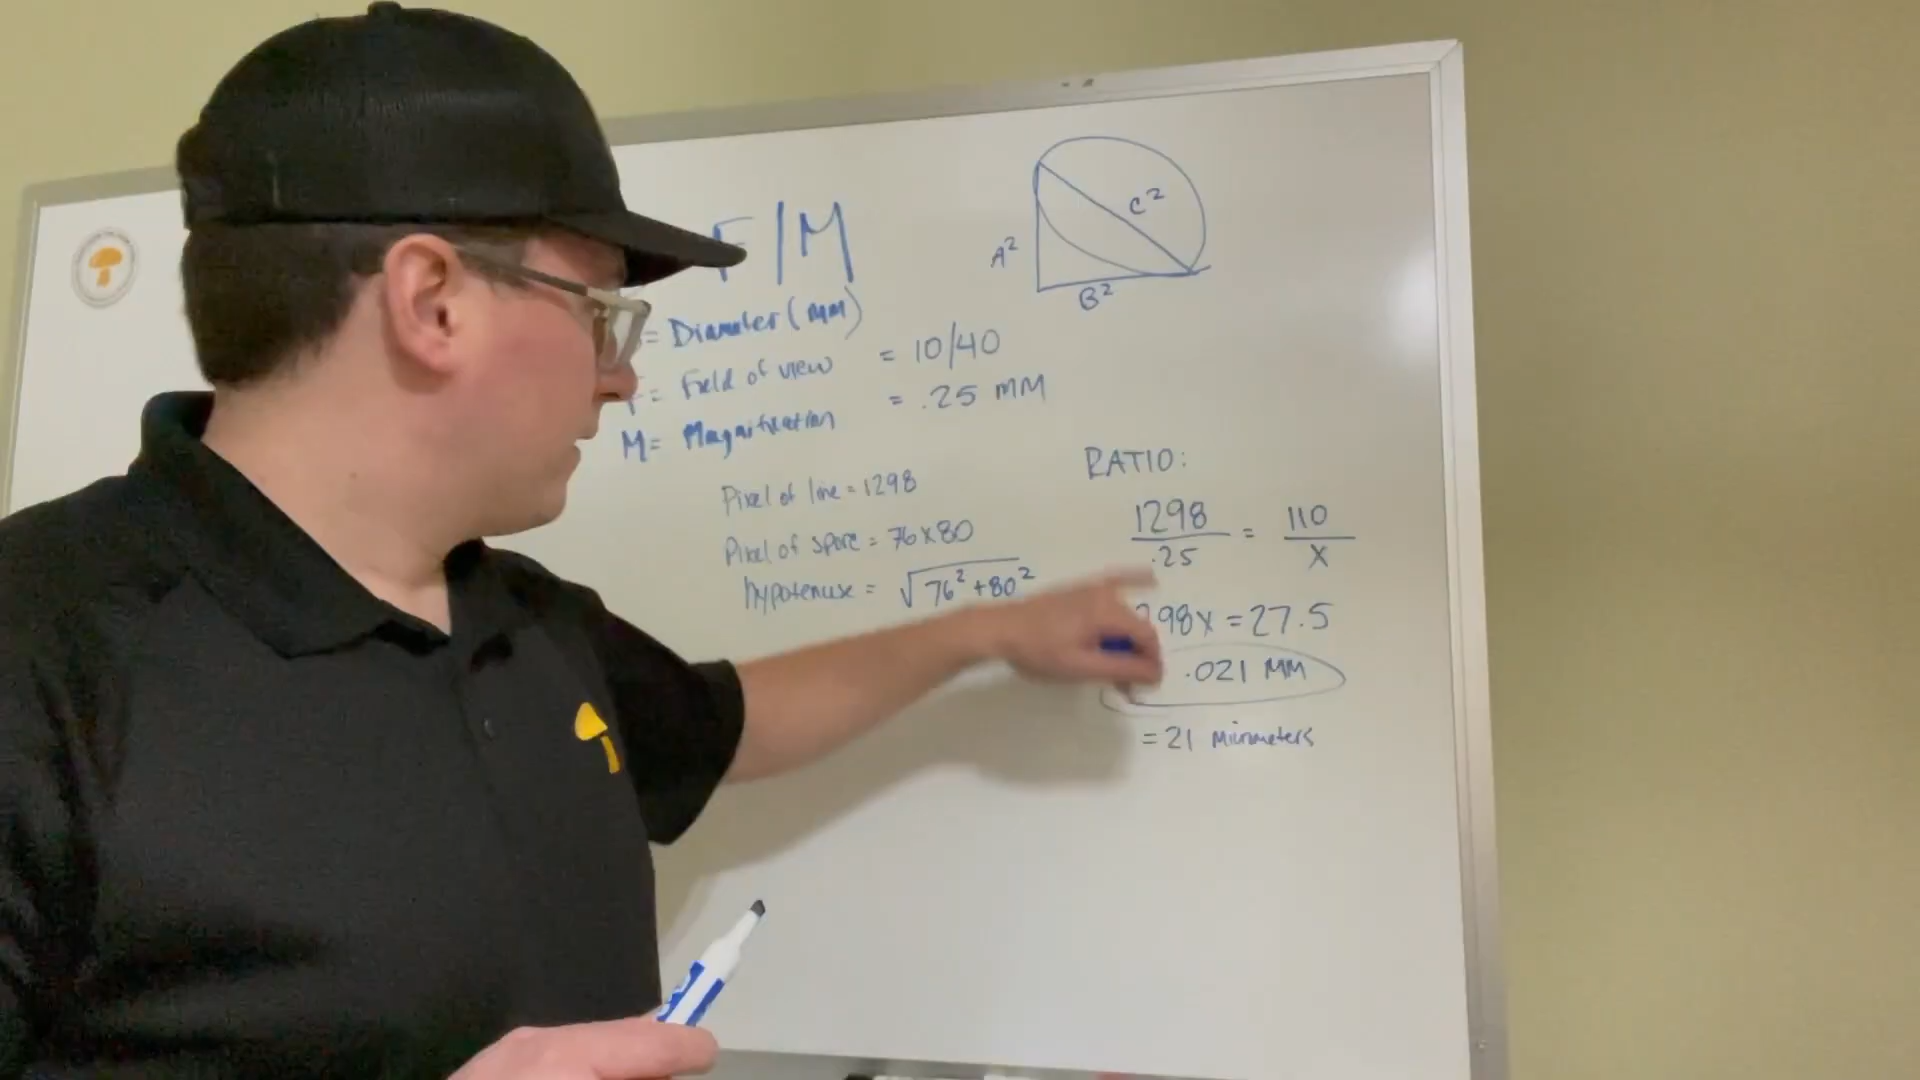 F/M
= Diameter (MM)
F = Field of view = 10/40
M = Magnification = .25 MM
A²
B²
C²
Pixel of line = 1298
Pixel of spore = 76x80
hypotenuse = √76²+80²
RATIO:
1298/.25 = 110/X
298x = 27.5
.021 MM
= 21 Micrometers